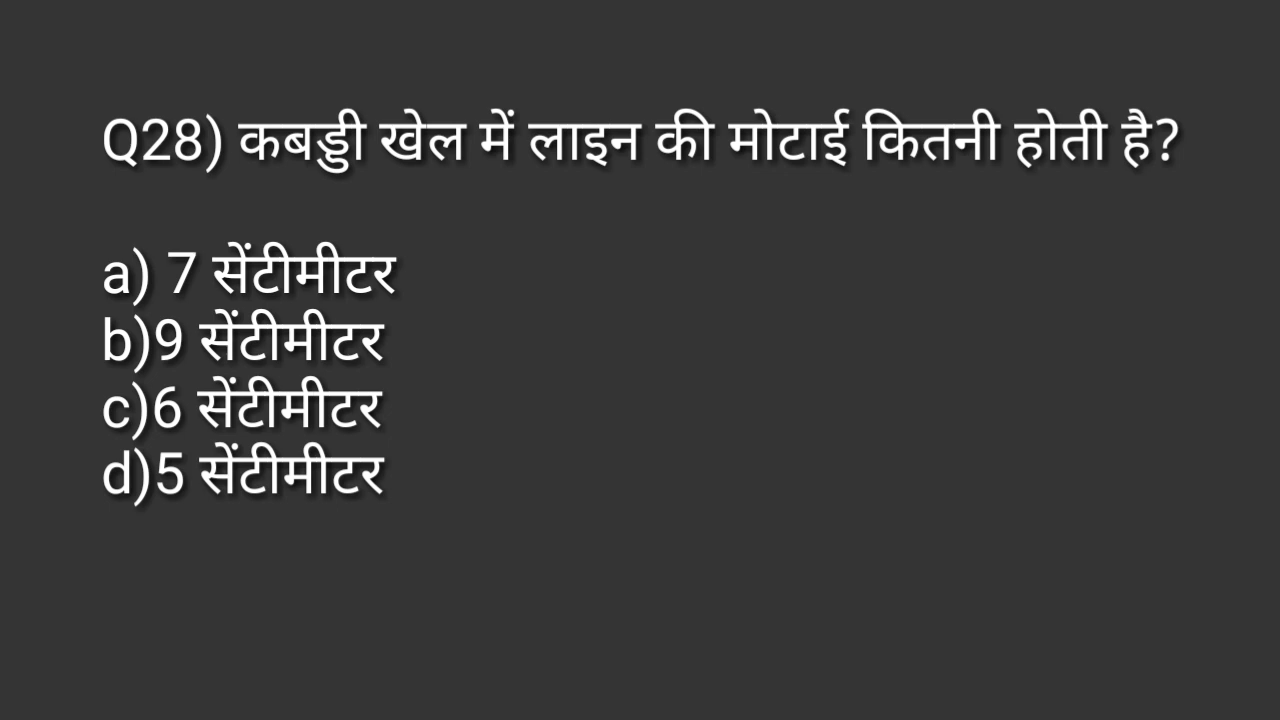 Q28) कबड्डी खेल में लाइन की मोटाई कितनी होती है?
a) 7 सेंटीमीटर
b)9 सेंटीमीटर
c)6 सेंटीमीटर
d)5 सेंटीमीटर